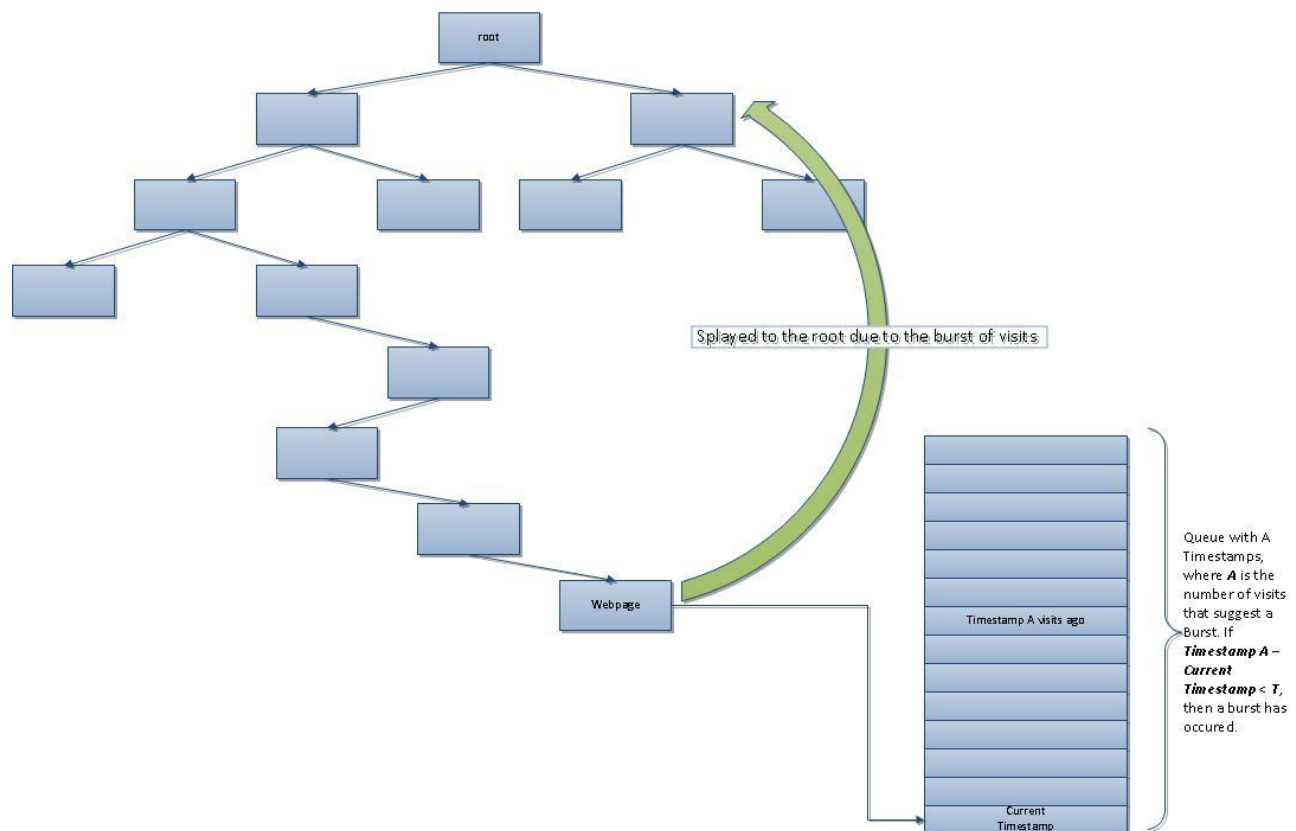 root
Splayed to the root due to the burst of visits
Webpage
Timestamp A visits ago
Current
Timestamp
Queue with A
Timestamps,
where A is the
number of visits
that suggest a
Burst. If
Timestamp A –
Current
Timestamp < T,
then a burst has
occured.